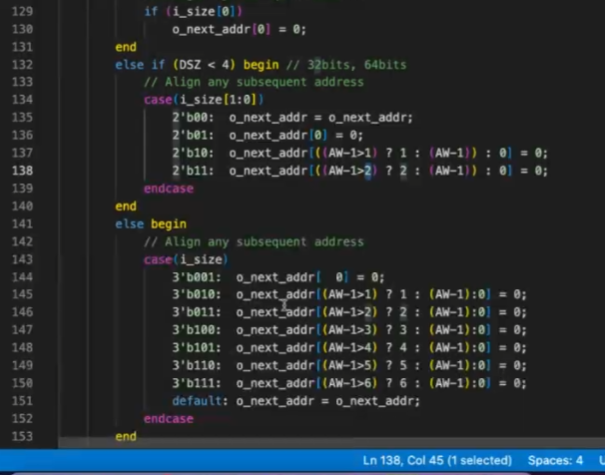 129 if (i_size[0])
130 o_next_addr[0] = 0;
131 end
132 else if (DSZ < 4) begin // 32bits, 64bits
133 // Align any subsequent address
134 case(i_size[1:0])
135 2'b00: o_next_addr = o_next_addr;
136 2'b01: o_next_addr[0] = 0;
137 2'b10: o_next_addr[((AW-1>1) ? 1 : (AW-1)) : 0] = 0;
138 2'b11: o_next_addr[((AW-1>2) ? 2 : (AW-1)) : 0] = 0;
139 endcase
140 end
141 else begin
142 // Align any subsequent address
143 case(i_size)
144 3'b001: o_next_addr[ 0] = 0;
145 3'b010: o_next_addr[(AW-1>1) ? 1 : (AW-1):0] = 0;
146 3'b011: o_next_addr[(AW-1>2) ? 2 : (AW-1):0] = 0;
147 3'b100: o_next_addr[(AW-1>3) ? 3 : (AW-1):0] = 0;
148 3'b101: o_next_addr[(AW-1>4) ? 4 : (AW-1):0] = 0;
149 3'b110: o_next_addr[(AW-1>5) ? 5 : (AW-1):0] = 0;
150 3'b111: o_next_addr[(AW-1>6) ? 6 : (AW-1):0] = 0;
151 default: o_next_addr = o_next_addr;
152 endcase
153 end
Ln 138, Col 45 (1 selected) Spaces: 4